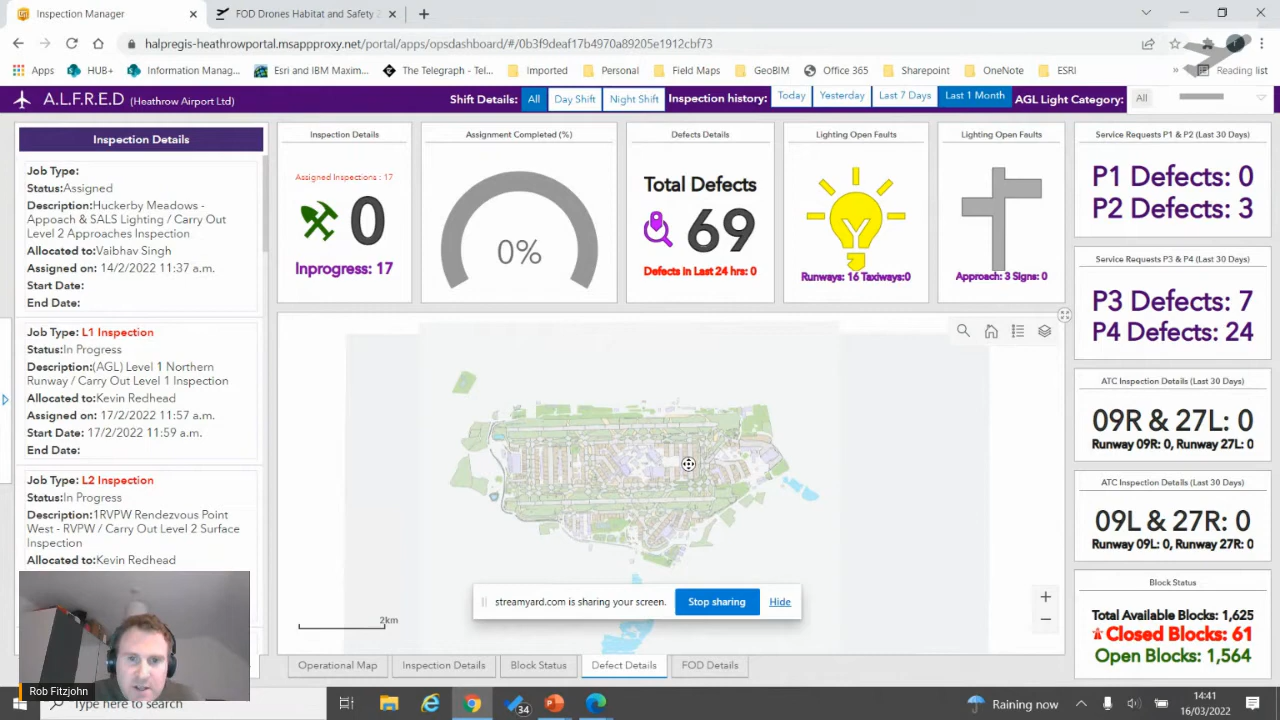 Inspection Manager
FOD Drones Habitat and Safety
halpregis-heathrowportal.msappproxy.net/portal/apps/opsdashboard/#/0b3f9deaf17b4970a89205e1912cbf73
Apps
HUB+
Information Manag...
Esri and IBM Maxim...
The Telegraph - Tel...
Imported
Personal
Field Maps
GeoBIM
Office 365
Sharepoint
OneNote
ESRI
»
Reading list
A.L.F.R.E.D (Heathrow Airport Ltd)
Shift Details:
All
Day Shift
Night Shift
Inspection history:
Today
Yesterday
Last 7 Days
Last 1 Month
AGL Light Category:
All
Inspection Details
Job Type:
Status:Assigned
Description:Huckerby Meadows -
Appoach & SALS Lighting / Carry Out
Level 2 Approaches Inspection
Allocated to:Vaibhav Singh
Assigned on: 14/2/2022 11:37 a.m.
Start Date:
End Date:
Job Type: L1 Inspection
Status:In Progress
Description:(AGL) Level 1 Northern
Runway / Carry Out Level 1 Inspection
Allocated to:Kevin Redhead
Assigned on: 17/2/2022 11:57 a.m.
Start Date: 17/2/2022 11:59 a.m.
End Date:
Job Type: L2 Inspection
Status:In Progress
Description:1RVPW Rendezvous Point
West - RVPW / Carry Out Level 2 Surface
Inspection
Allocated to:Kevin Redhead
Inspection Details
Assigned Inspections : 17
0
Inprogress: 17
Assignment Completed (%)
0%
Defects Details
Total Defects
69
Defects in Last 24 hrs: 0
Lighting Open Faults
Runways: 16 Taxiways:0
Lighting Open Faults
Approach: 3 Signs: 0
Service Requests P1 & P2 (Last 30 Days)
P1 Defects: 0
P2 Defects: 3
Service Requests P3 & P4 (Last 30 Days)
P3 Defects: 7
P4 Defects: 24
ATC Inspection Details (Last 30 Days)
09R & 27L: 0
Runway 09R: 0, Runway 27L: 0
ATC Inspection Details (Last 30 Days)
09L & 27R: 0
Runway 09L: 0, Runway 27R: 0
Block Status
Total Available Blocks: 1,625
Closed Blocks: 61
Open Blocks: 1,564
2km
streamyard.com is sharing your screen.
Stop sharing
Hide
Operational Map
Inspection Details
Block Status
Defect Details
FOD Details
Rob Fitzjohn
Type here to search
34
Raining now
14:41
16/03/2022